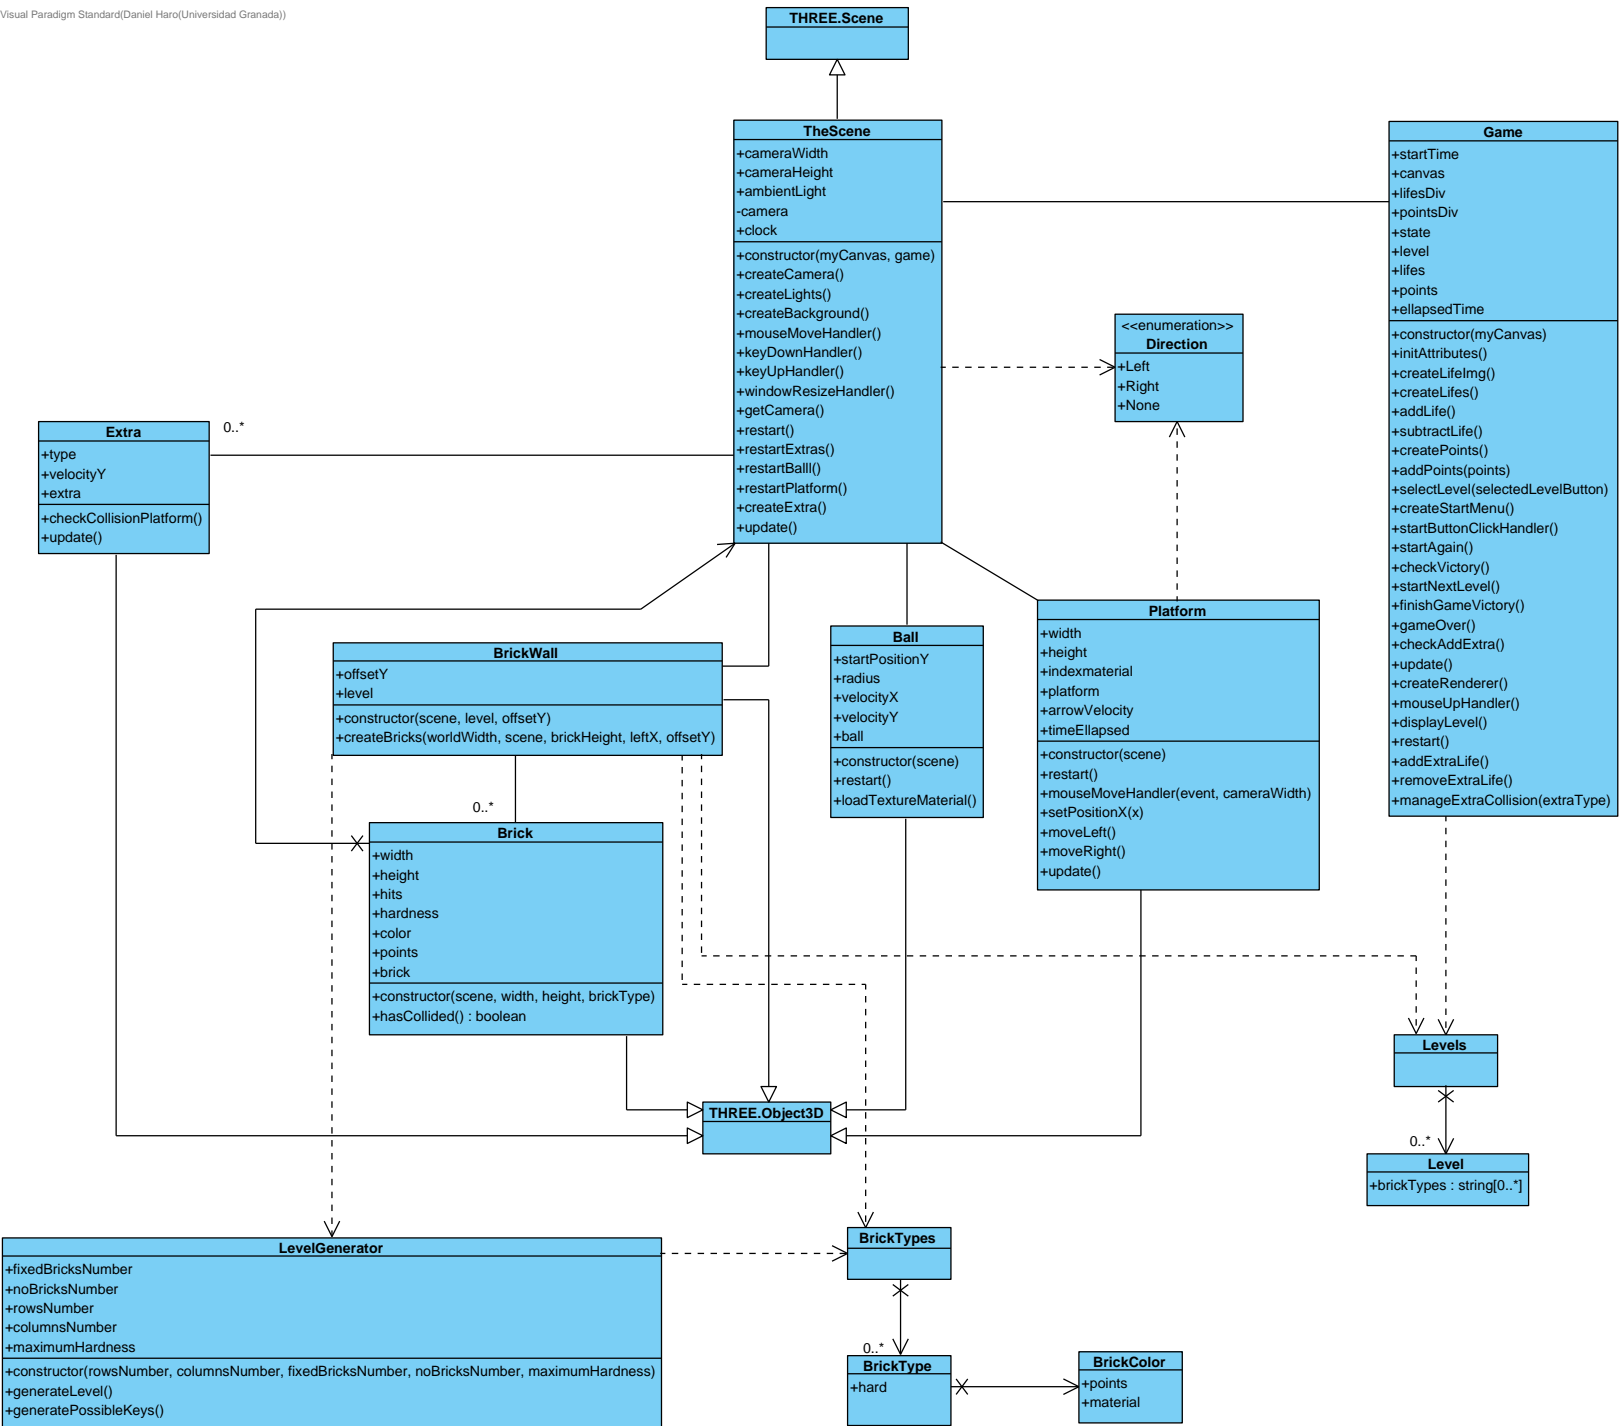 Visual Paradigm Standard(Daniel Haro(Universidad Granada))
THREE.Scene
TheScene
+cameraWidth
+cameraHeight
+ambientLight
-camera
+clock
+constructor(myCanvas, game)
+createCamera()
+createLights()
+createBackground()
+mouseMoveHandler()
+keyDownHandler()
+keyUpHandler()
+windowResizeHandler()
+getCamera()
+restart()
+restartExtras()
+restartBalll()
+restartPlatform()
+createExtra()
+update()
Game
+startTime
+canvas
+lifesDiv
+pointsDiv
+state
+level
+lifes
+points
+ellapsedTime
+constructor(myCanvas)
+initAttributes()
+createLifeImg()
+createLifes()
+addLife()
+subtractLife()
+createPoints()
+addPoints(points)
+selectLevel(selectedLevelButton)
+createStartMenu()
+startButtonClickHandler()
+startAgain()
+checkVictory()
+startNextLevel()
+finishGameVictory()
+gameOver()
+checkAddExtra()
+update()
+createRenderer()
+mouseUpHandler()
+displayLevel()
+restart()
+addExtraLife()
+removeExtraLife()
+manageExtraCollision(extraType)
<<enumeration>>
Direction
+Left
+Right
+None
Extra
+type
+velocityY
+extra
+checkCollisionPlatform()
+update()
0..*
BrickWall
+offsetY
+level
+constructor(scene, level, offsetY)
+createBricks(worldWidth, scene, brickHeight, leftX, offsetY)
Ball
+startPositionY
+radius
+velocityX
+velocityY
+ball
+constructor(scene)
+restart()
+loadTextureMaterial()
Platform
+width
+height
+indexmaterial
+platform
+arrowVelocity
+timeEllapsed
+constructor(scene)
+restart()
+mouseMoveHandler(event, cameraWidth)
+setPositionX(x)
+moveLeft()
+moveRight()
+update()
0..*
Brick
+width
+height
+hits
+hardness
+color
+points
+brick
+constructor(scene, width, height, brickType)
+hasCollided() : boolean
THREE.Object3D
Levels
0..*
Level
+brickTypes : string[0..*]
LevelGenerator
+fixedBricksNumber
+noBricksNumber
+rowsNumber
+columnsNumber
+maximumHardness
+constructor(rowsNumber, columnsNumber, fixedBricksNumber, noBricksNumber, maximumHardness)
+generateLevel()
+generatePossibleKeys()
BrickTypes
0..*
BrickType
+hard
BrickColor
+points
+material